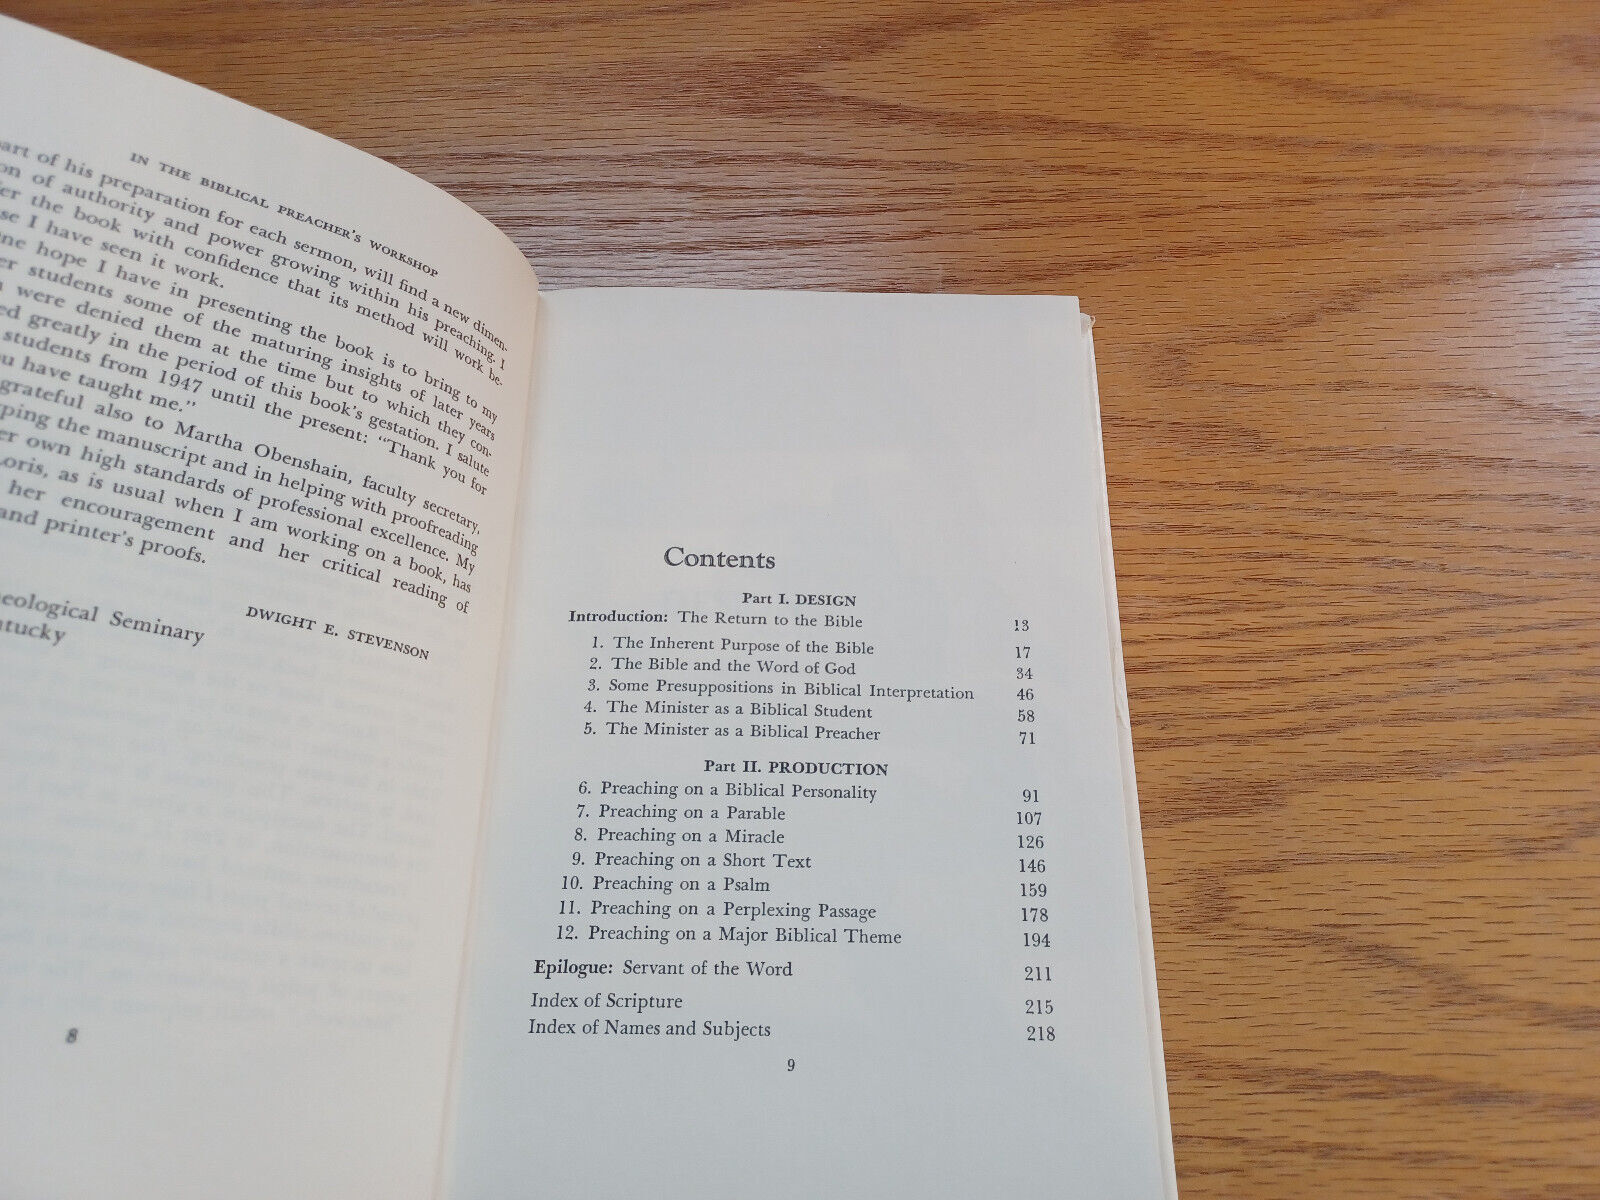 IN THE BIBLICAL PREACHER'S WORKSHOP
of his preparation for each sermon, will find a new dimen-
of authority and power growing within his preaching. I
the book with confidence that its method will work be-
I have seen it work.
hope I have in presenting the book is to bring to my
students some of the maturing insights of later years
were denied them at the time but to which they con-
greatly in the period of this book's gestation. I salute
students from 1947 until the present: "Thank you for
have taught me."
grateful also to Martha Obenshain, faculty secretary,
the manuscript and in helping with proofreading
own high standards of professional excellence. My
as is usual when I am working on a book, has
her encouragement and her critical reading of
and printer's proofs.
DWIGHT E. STEVENSON
Seminary
8
Contents
Part I. DESIGN
Introduction: The Return to the Bible 13
1. The Inherent Purpose of the Bible 17
2. The Bible and the Word of God 34
3. Some Presuppositions in Biblical Interpretation 46
4. The Minister as a Biblical Student 58
5. The Minister as a Biblical Preacher 71
Part II. PRODUCTION
6. Preaching on a Biblical Personality 91
7. Preaching on a Parable 107
8. Preaching on a Miracle 126
9. Preaching on a Short Text 146
10. Preaching on a Psalm 159
11. Preaching on a Perplexing Passage 178
12. Preaching on a Major Biblical Theme 194
Epilogue: Servant of the Word 211
Index of Scripture 215
Index of Names and Subjects 218
9